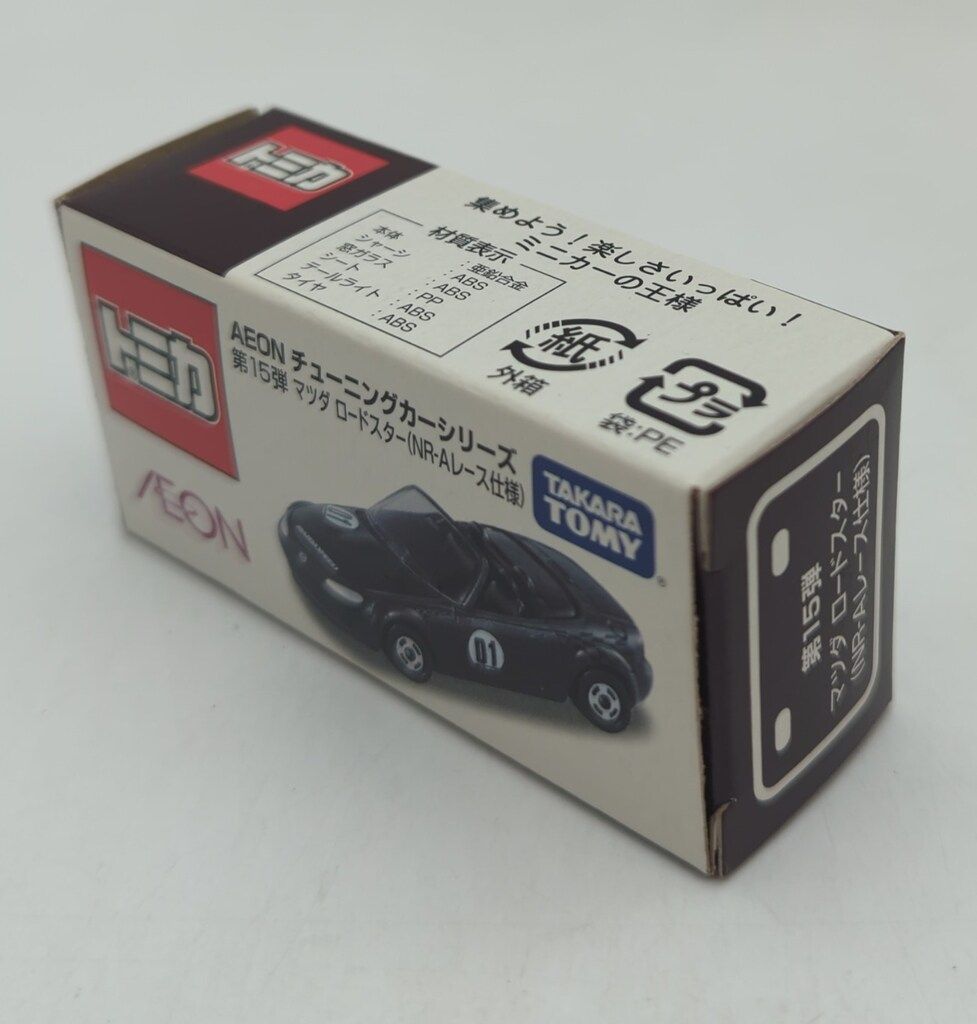 トミカ
集めよう！楽しさいっぱい！
ミニカーの王様
材質表示
本体 : 亜鉛合金
シャーシ : ABS
窓ガラス : ABS
シート : PP
テールライト : ABS
タイヤ : ABS
紙
外箱
プラ
袋:PE
トミカ
AEON チューニングカーシリーズ
第15弾 マツダ ロードスター(NR-Aレース仕様)
AEON
TAKARA
TOMY
01
01
第15弾
マツダ ロードスター
(NR-Aレース仕様)